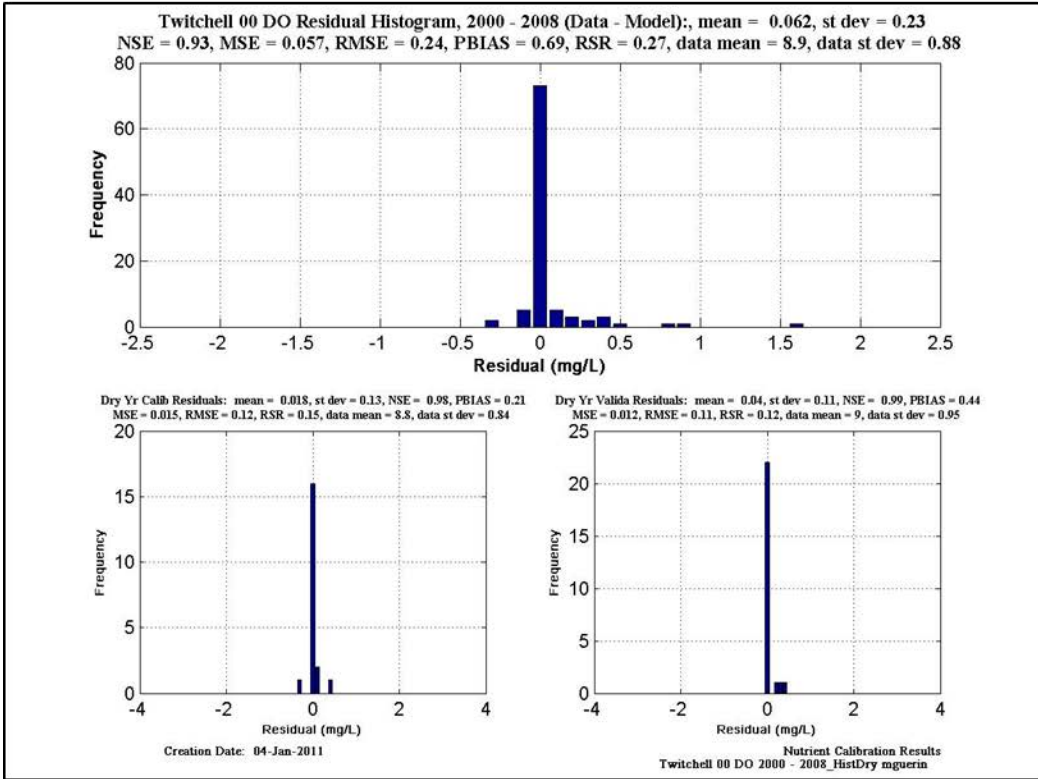 Twitchell 00 DO Residual Histogram, 2000 - 2008 (Data - Model):, mean = 0.062, st dev = 0.23
NSE = 0.93, MSE = 0.057, RMSE = 0.24, PBIAS = 0.69, RSR = 0.27, data mean = 8.9, data st dev = 0.88
80
60
40
20
0
Frequency
-2.5 -2 -1.5 -1 -0.5 0 0.5 1 1.5 2 2.5
Residual (mg/L)
Dry Yr Calib Residuals: mean = 0.018, st dev = 0.13, NSE = 0.98, PBIAS = 0.21
MSE = 0.015, RMSE = 0.12, RSR = 0.15, data mean = 8.8, data st dev = 0.84
20
15
10
5
0
Frequency
-4 -2 0 2 4
Residual (mg/L)
Dry Yr Valida Residuals: mean = 0.04, st dev = 0.11, NSE = 0.99, PBIAS = 0.44
MSE = 0.012, RMSE = 0.11, RSR = 0.12, data mean = 9, data st dev = 0.95
25
20
15
10
5
0
Frequency
-4 -2 0 2 4
Residual (mg/L)
Creation Date: 04-Jan-2011
Nutrient Calibration Results
Twitchell 00 DO 2000 - 2008_HistDry mguerin